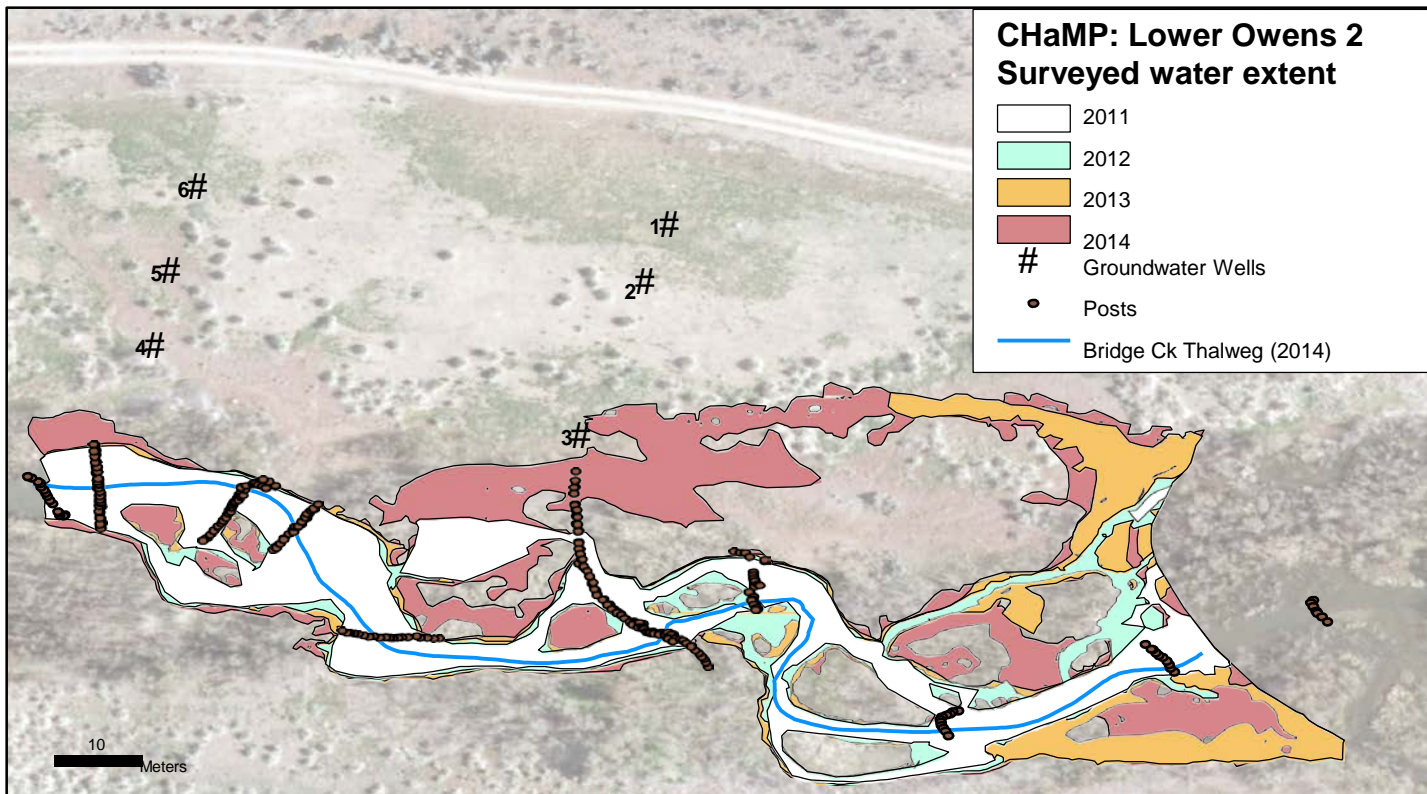 CHaMP: Lower Owens 2
Surveyed water extent
2011
2012
2013
2014
# Groundwater Wells
Posts
Bridge Ck Thalweg (2014)
6#
1#
5#
2#
4#
3#
10
Meters